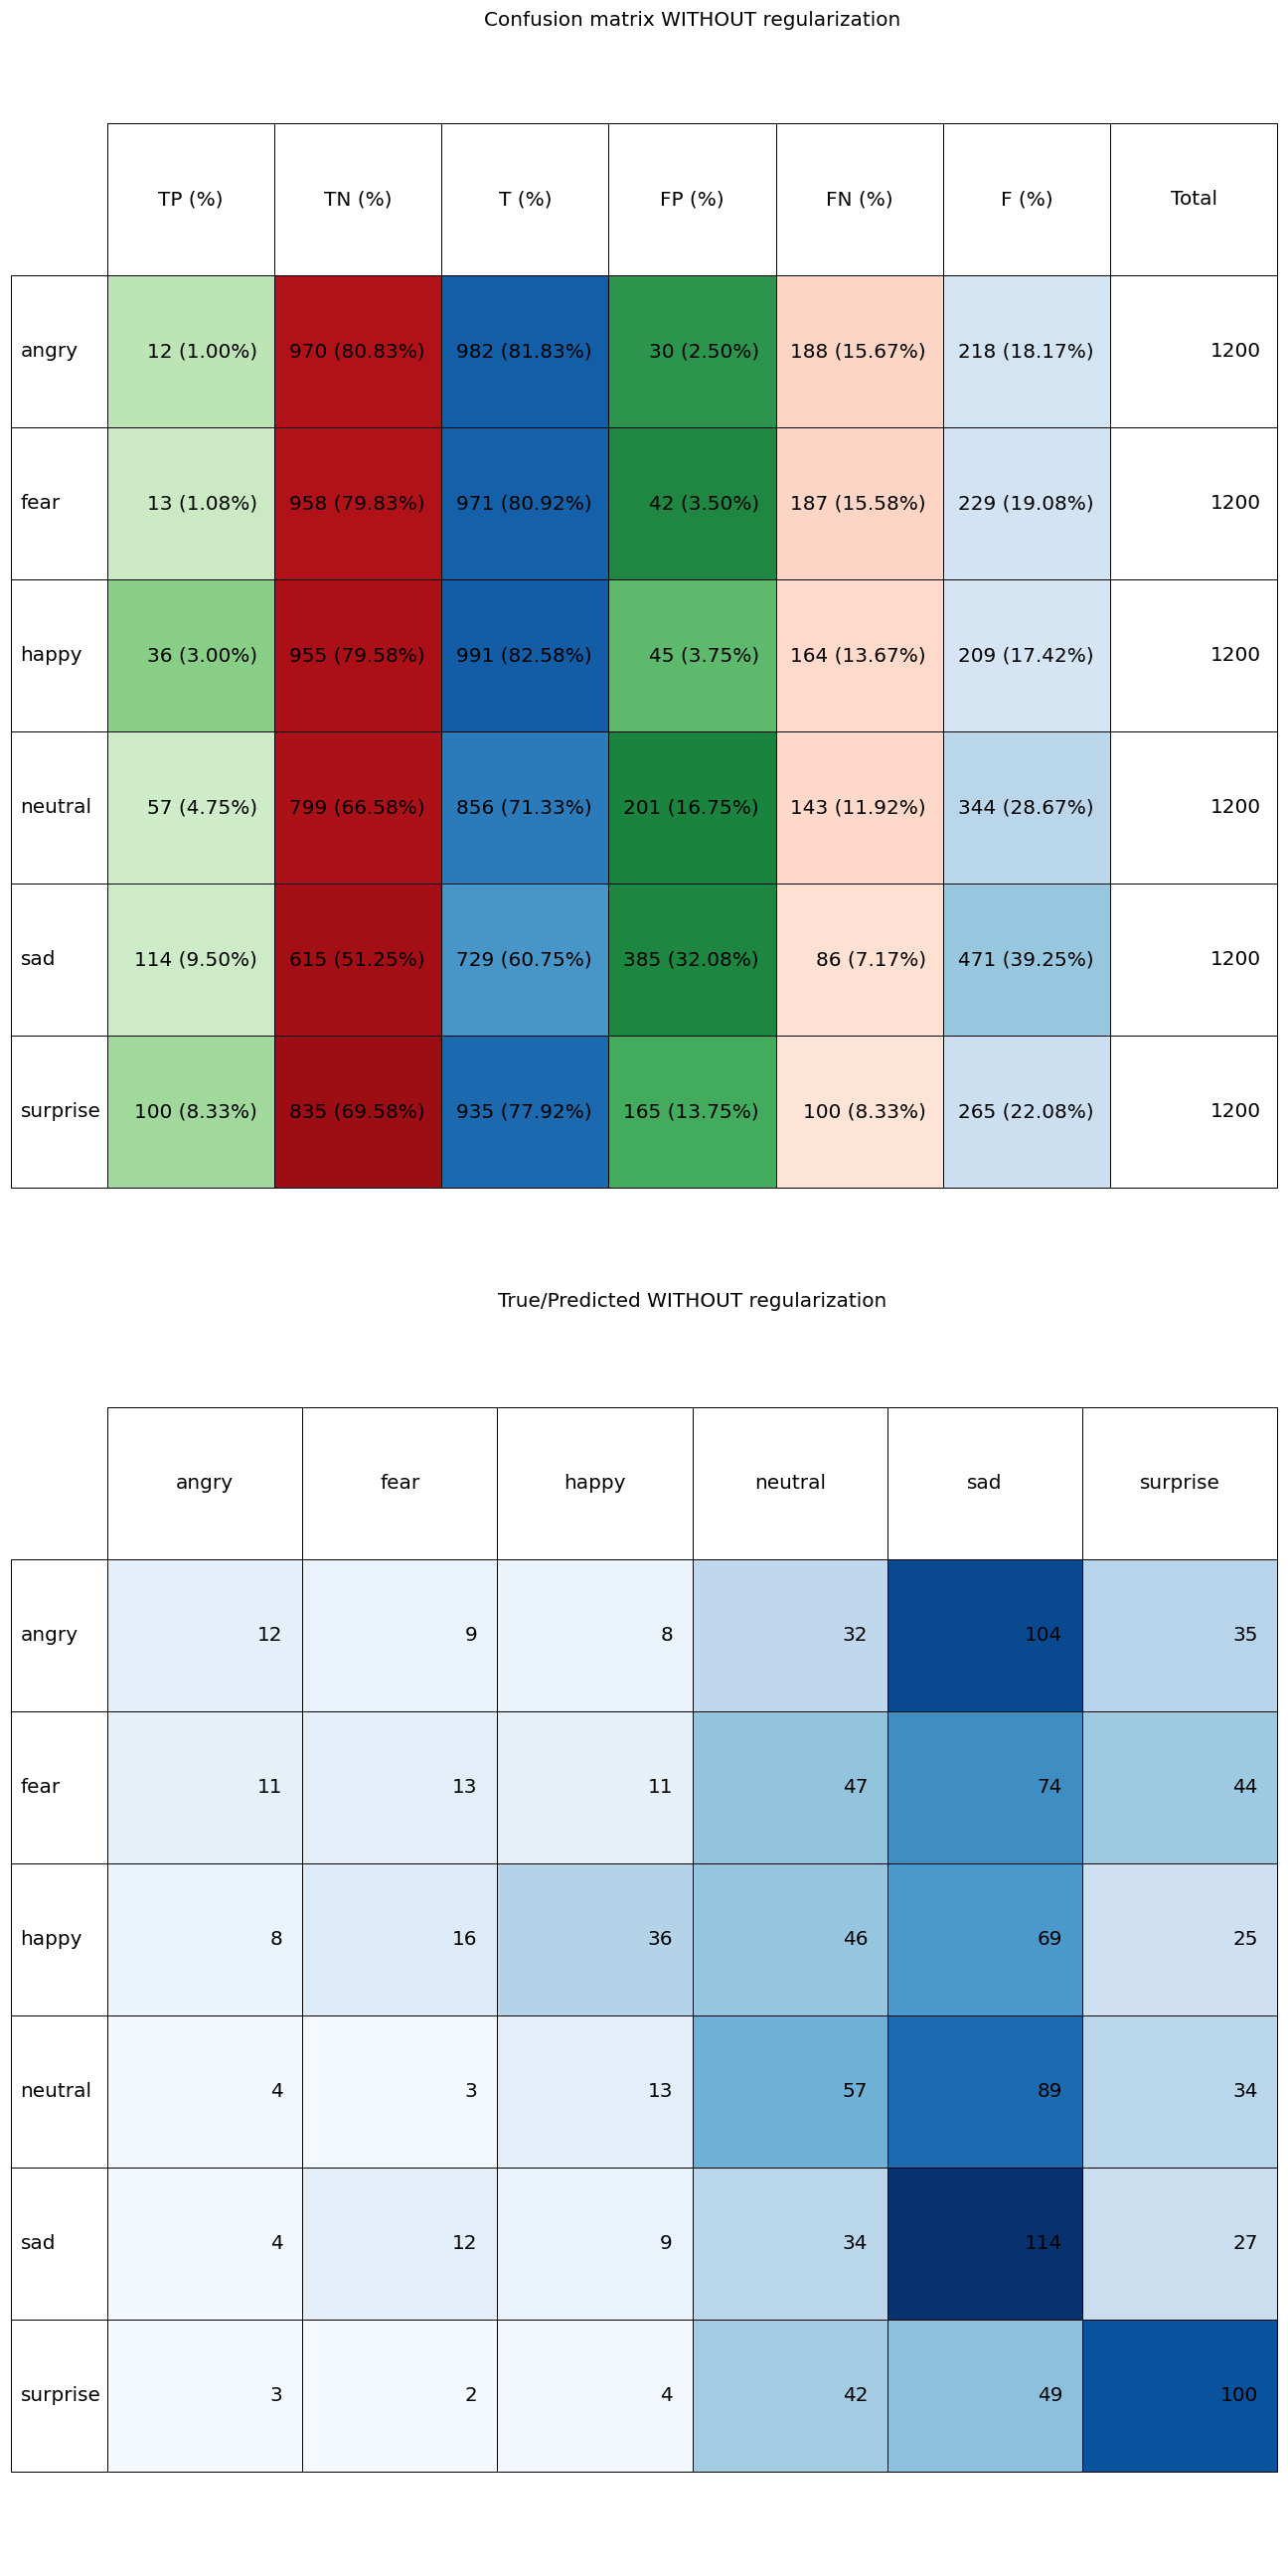 Confusion matrix WITHOUT regularization
TP (%) TN (%) T (%) FP (%) FN (%) F (%) Total
angry 12 (1.00%) 970 (80.83%) 982 (81.83%) 30 (2.50%) 188 (15.67%) 218 (18.17%) 1200
fear 13 (1.08%) 958 (79.83%) 971 (80.92%) 42 (3.50%) 187 (15.58%) 229 (19.08%) 1200
happy 36 (3.00%) 955 (79.58%) 991 (82.58%) 45 (3.75%) 164 (13.67%) 209 (17.42%) 1200
neutral 57 (4.75%) 799 (66.58%) 856 (71.33%) 201 (16.75%) 143 (11.92%) 344 (28.67%) 1200
sad 114 (9.50%) 615 (51.25%) 729 (60.75%) 385 (32.08%) 86 (7.17%) 471 (39.25%) 1200
surprise 100 (8.33%) 835 (69.58%) 935 (77.92%) 165 (13.75%) 100 (8.33%) 265 (22.08%) 1200
True/Predicted WITHOUT regularization
angry fear happy neutral sad surprise
angry 12 9 8 32 104 35
fear 11 13 11 47 74 44
happy 8 16 36 46 69 25
neutral 4 3 13 57 89 34
sad 4 12 9 34 114 27
surprise 3 2 4 42 49 100